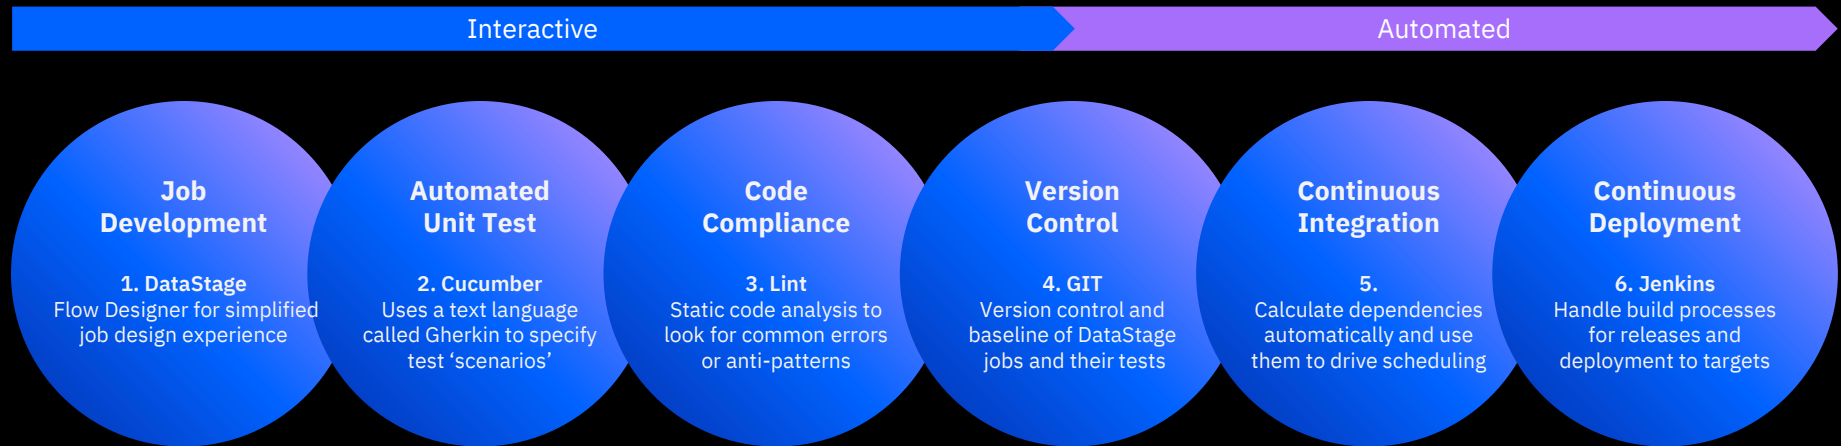 Interactive
Automated
Job
Development
1. DataStage
Flow Designer for simplified
job design experience
Automated
Unit Test
2. Cucumber
Uses a text language
called Gherkin to specify
test ‘scenarios’
Code
Compliance
3. Lint
Static code analysis to
look for common errors
or anti-patterns
Version
Control
4. GIT
Version control and
baseline of DataStage
jobs and their tests
Continuous
Integration
5.
Calculate dependencies
automatically and use
them to drive scheduling
Continuous
Deployment
6. Jenkins
Handle build processes
for releases and
deployment to targets